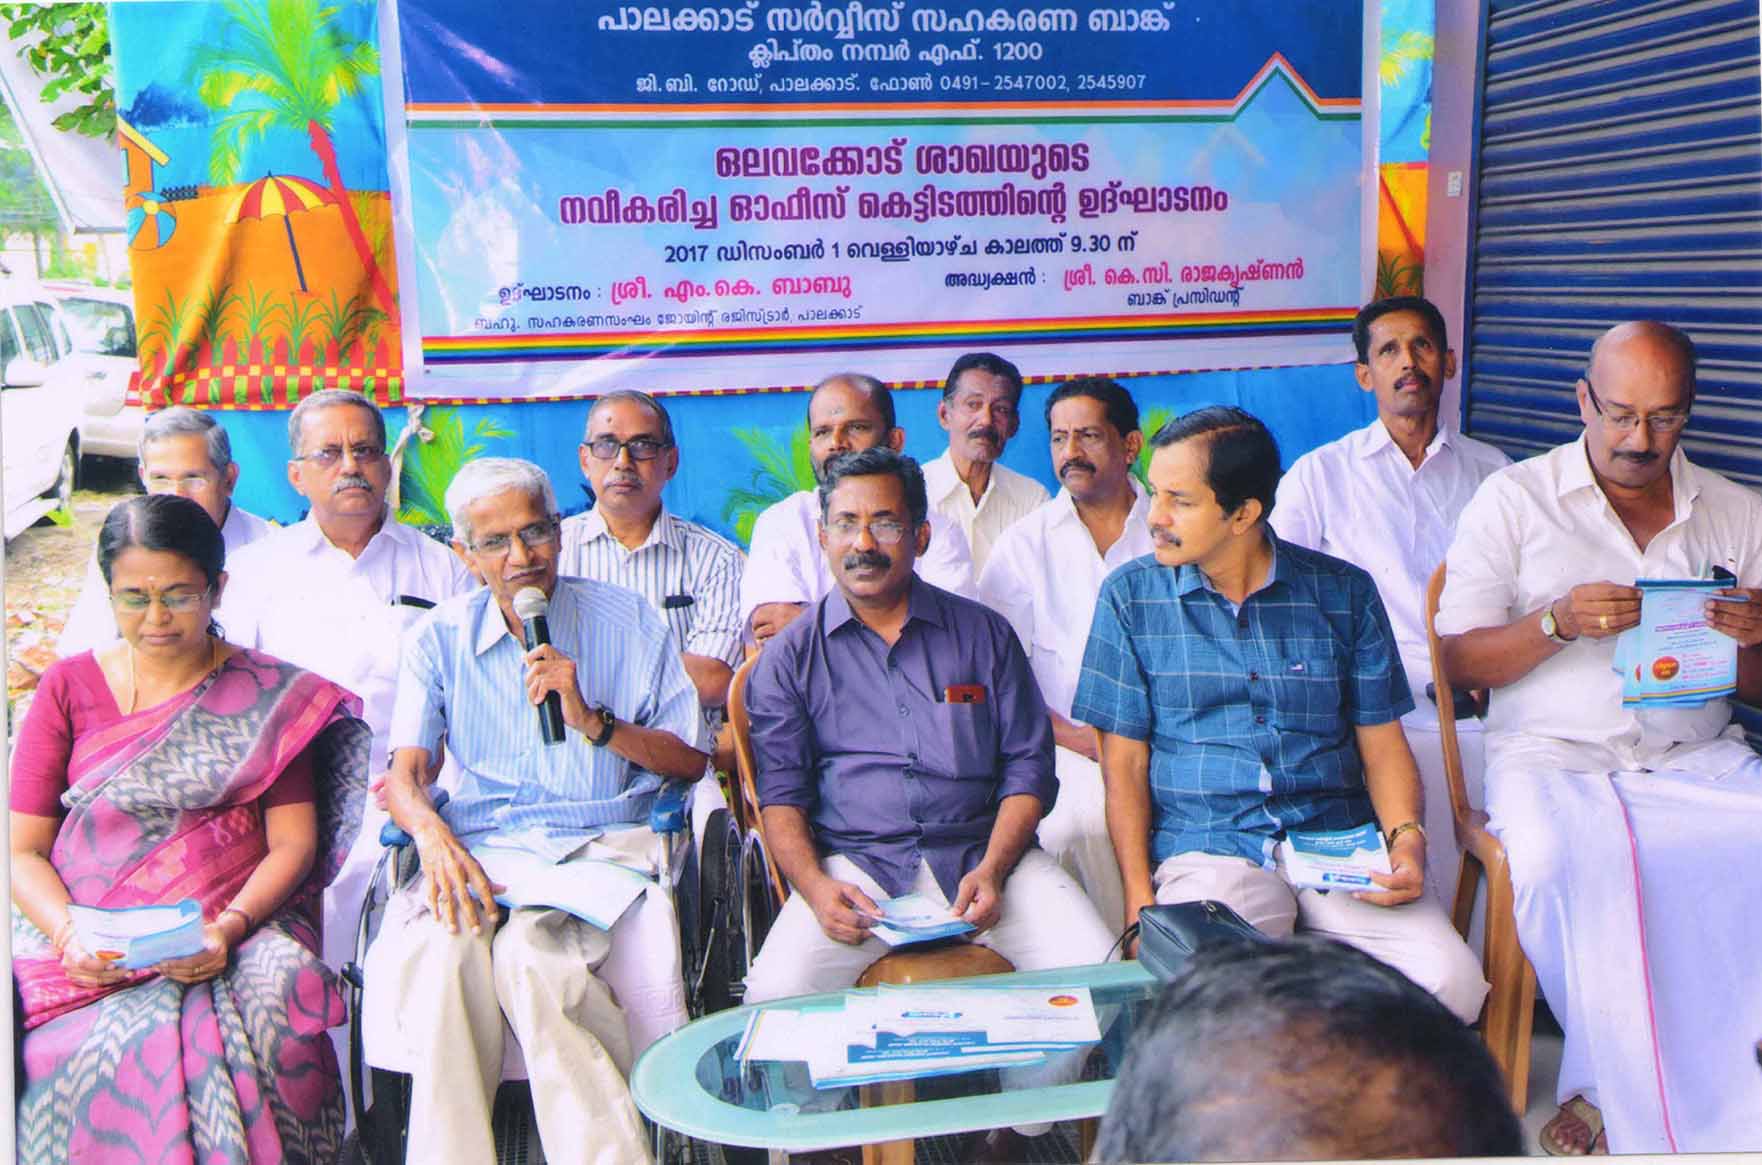 പാലക്കാട് സർവ്വീസ് സഹകരണ ബാങ്ക്
ക്ലിപ്തം നമ്പർ എഫ്. 1200
ജി.ബി. റോഡ്, പാലക്കാട്. ഫോൺ 0491-2547002, 2545907
ഒലവക്കോട് ശാഖയുടെ
നവീകരിച്ച ഓഫീസ് കെട്ടിടത്തിന്റെ ഉദ്ഘാടനം
2017 ഡിസംബർ 1 വെള്ളിയാഴ്ച കാലത്ത് 9.30 ന്
ഉദ്ഘാടനം : ശ്രീ. എം.കെ. ബാബു
ബഹു. സഹകരണസംഘം ജോയിന്റ് രജിസ്ട്രാർ, പാലക്കാട്
അദ്ധ്യക്ഷൻ : ശ്രീ. കെ.സി. രാജകൃഷ്ണൻ
ബാങ്ക് പ്രസിഡന്റ്